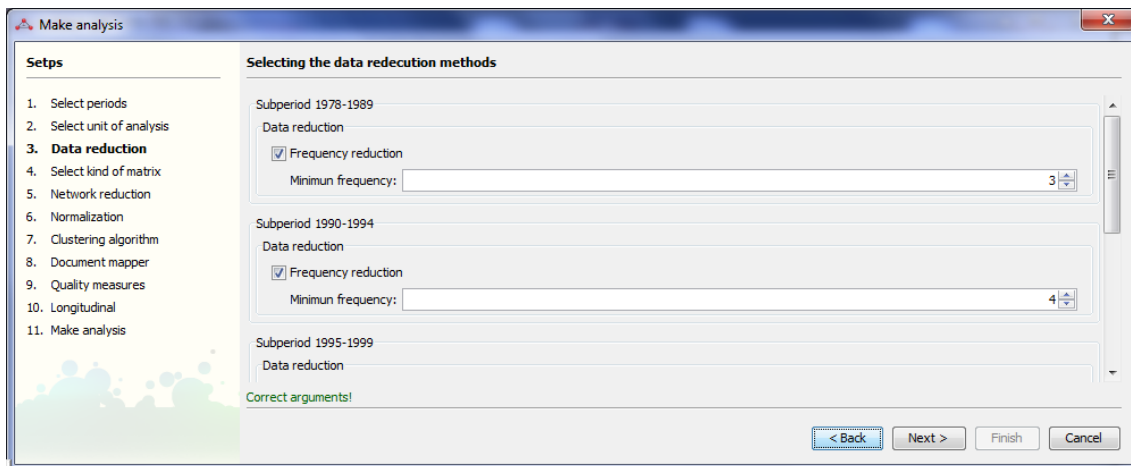 Make analysis
Setps
1. Select periods
2. Select unit of analysis
3. Data reduction
4. Select kind of matrix
5. Network reduction
6. Normalization
7. Clustering algorithm
8. Document mapper
9. Quality measures
10. Longitudinal
11. Make analysis
Selecting the data redecution methods
Subperiod 1978-1989
Data reduction
Frequency reduction
Minimun frequency: 3
Subperiod 1990-1994
Data reduction
Frequency reduction
Minimun frequency: 4
Subperiod 1995-1999
Data reduction
Correct arguments!
< Back Next > Finish Cancel